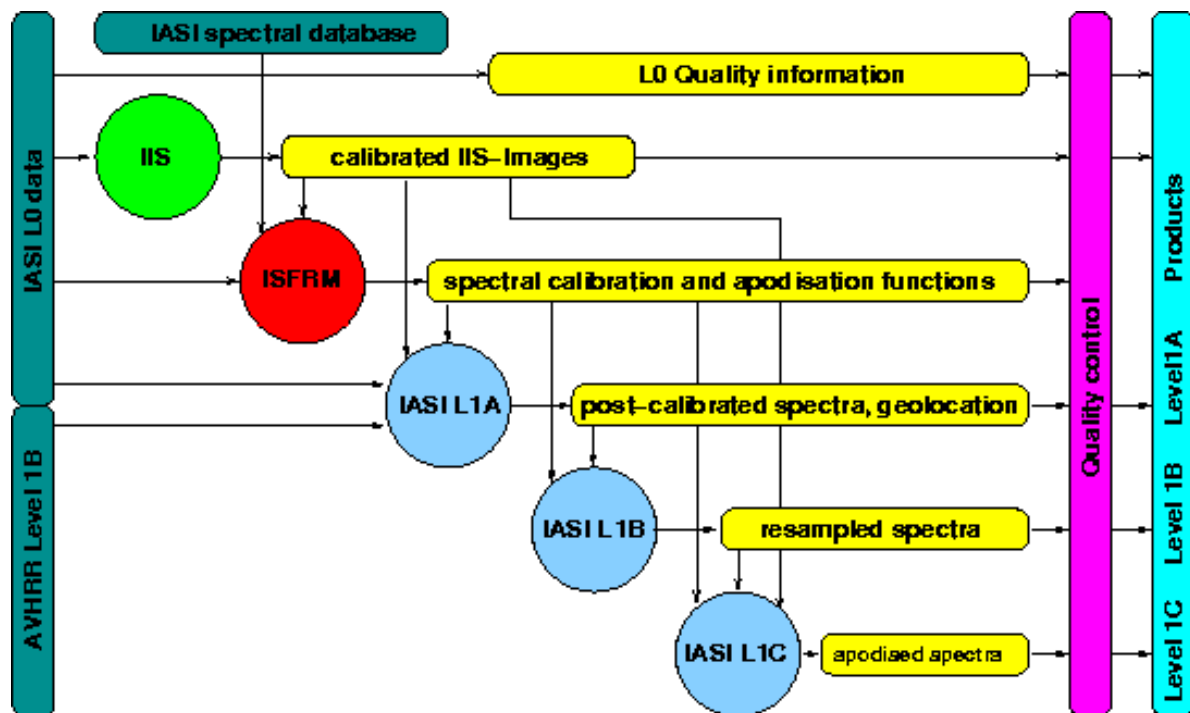 IASI spectral database
L0 Quality information
IIS
calibrated IIS-Images
IASI L0 data
ISFRM
spectral calibration and apodisation functions
IASI L1A
post-calibrated spectra, geolocation
AVHRR Level 1B
IASI L1B
resampled spectra
IASI L1C
apodised spectra
Quality control
Products
Level1A
Level 1B
Level 1C